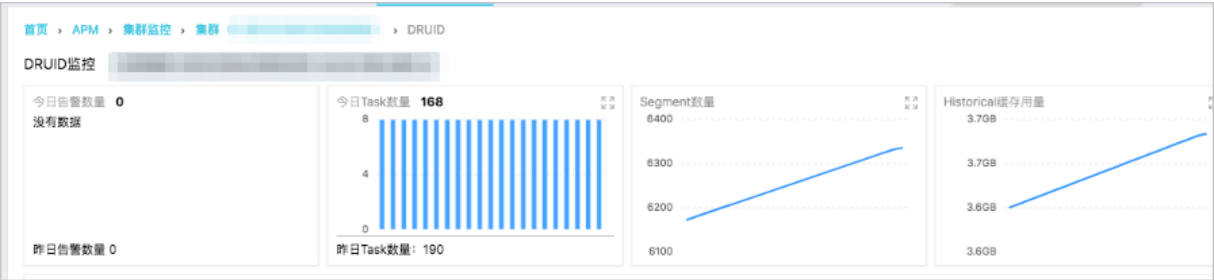 首页 › APM › 集群监控 › 集群 › DRUID
DRUID监控
今日告警数量 0
没有数据
昨日告警数量 0
今日Task数量 168
8
4
0
昨日Task数量：190
Segment数量
6400
6300
6200
6100
Historical缓存用量
3.7GB
3.7GB
3.6GB
3.6GB